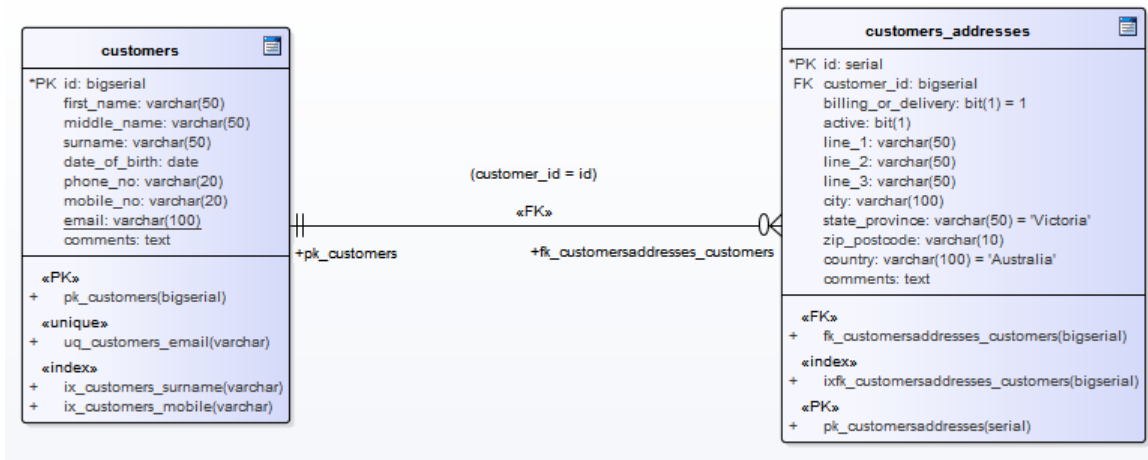 customers
*PK id: bigserial
first_name: varchar(50)
middle_name: varchar(50)
surname: varchar(50)
date_of_birth: date
phone_no: varchar(20)
mobile_no: varchar(20)
email: varchar(100)
comments: text
«PK»
+ pk_customers(bigserial)
«unique»
+ uq_customers_email(varchar)
«index»
+ ix_customers_surname(varchar)
+ ix_customers_mobile(varchar)
(customer_id = id)
«FK»
+pk_customers
+fk_customersaddresses_customers
customers_addresses
*PK id: serial
FK customer_id: bigserial
billing_or_delivery: bit(1) = 1
active: bit(1)
line_1: varchar(50)
line_2: varchar(50)
line_3: varchar(50)
city: varchar(100)
state_province: varchar(50) = 'Victoria'
zip_postcode: varchar(10)
country: varchar(100) = 'Australia'
comments: text
«FK»
+ fk_customersaddresses_customers(bigserial)
«index»
+ ixfk_customersaddresses_customers(bigserial)
«PK»
+ pk_customersaddresses(serial)